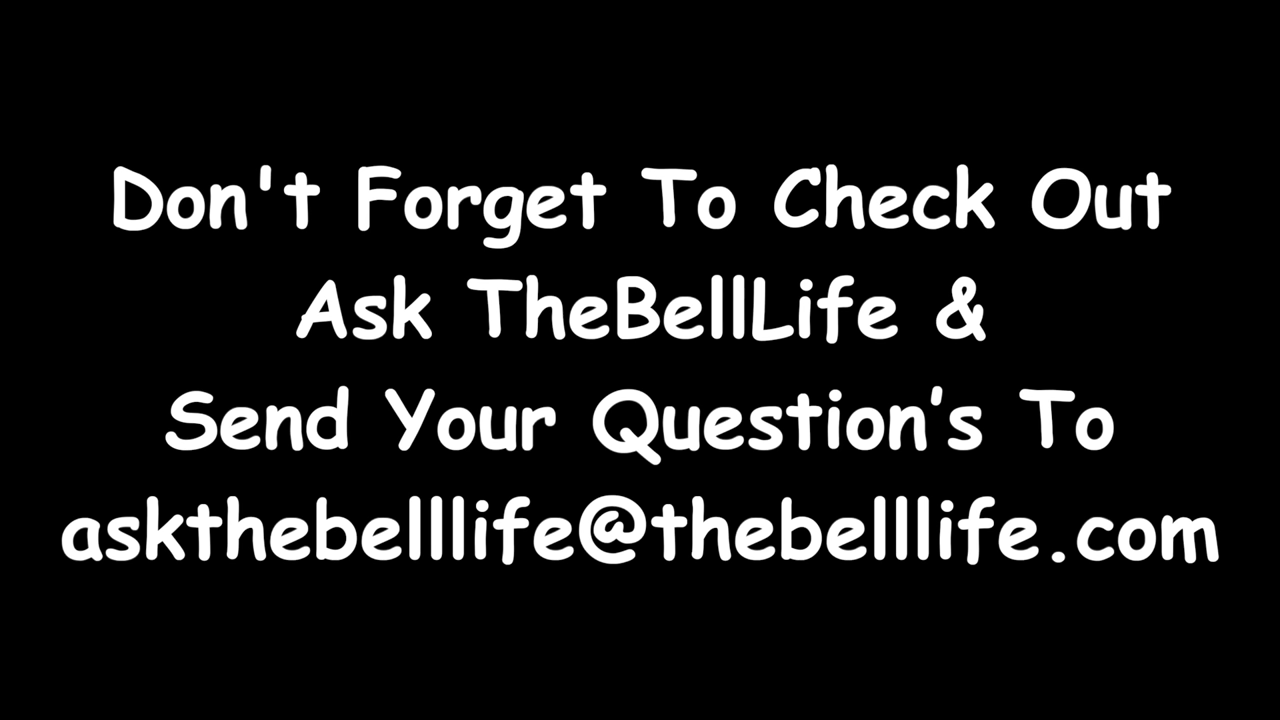 Don't Forget To Check Out
Ask TheBellLife &
Send Your Question’s To
askthebelllife@thebelllife.com